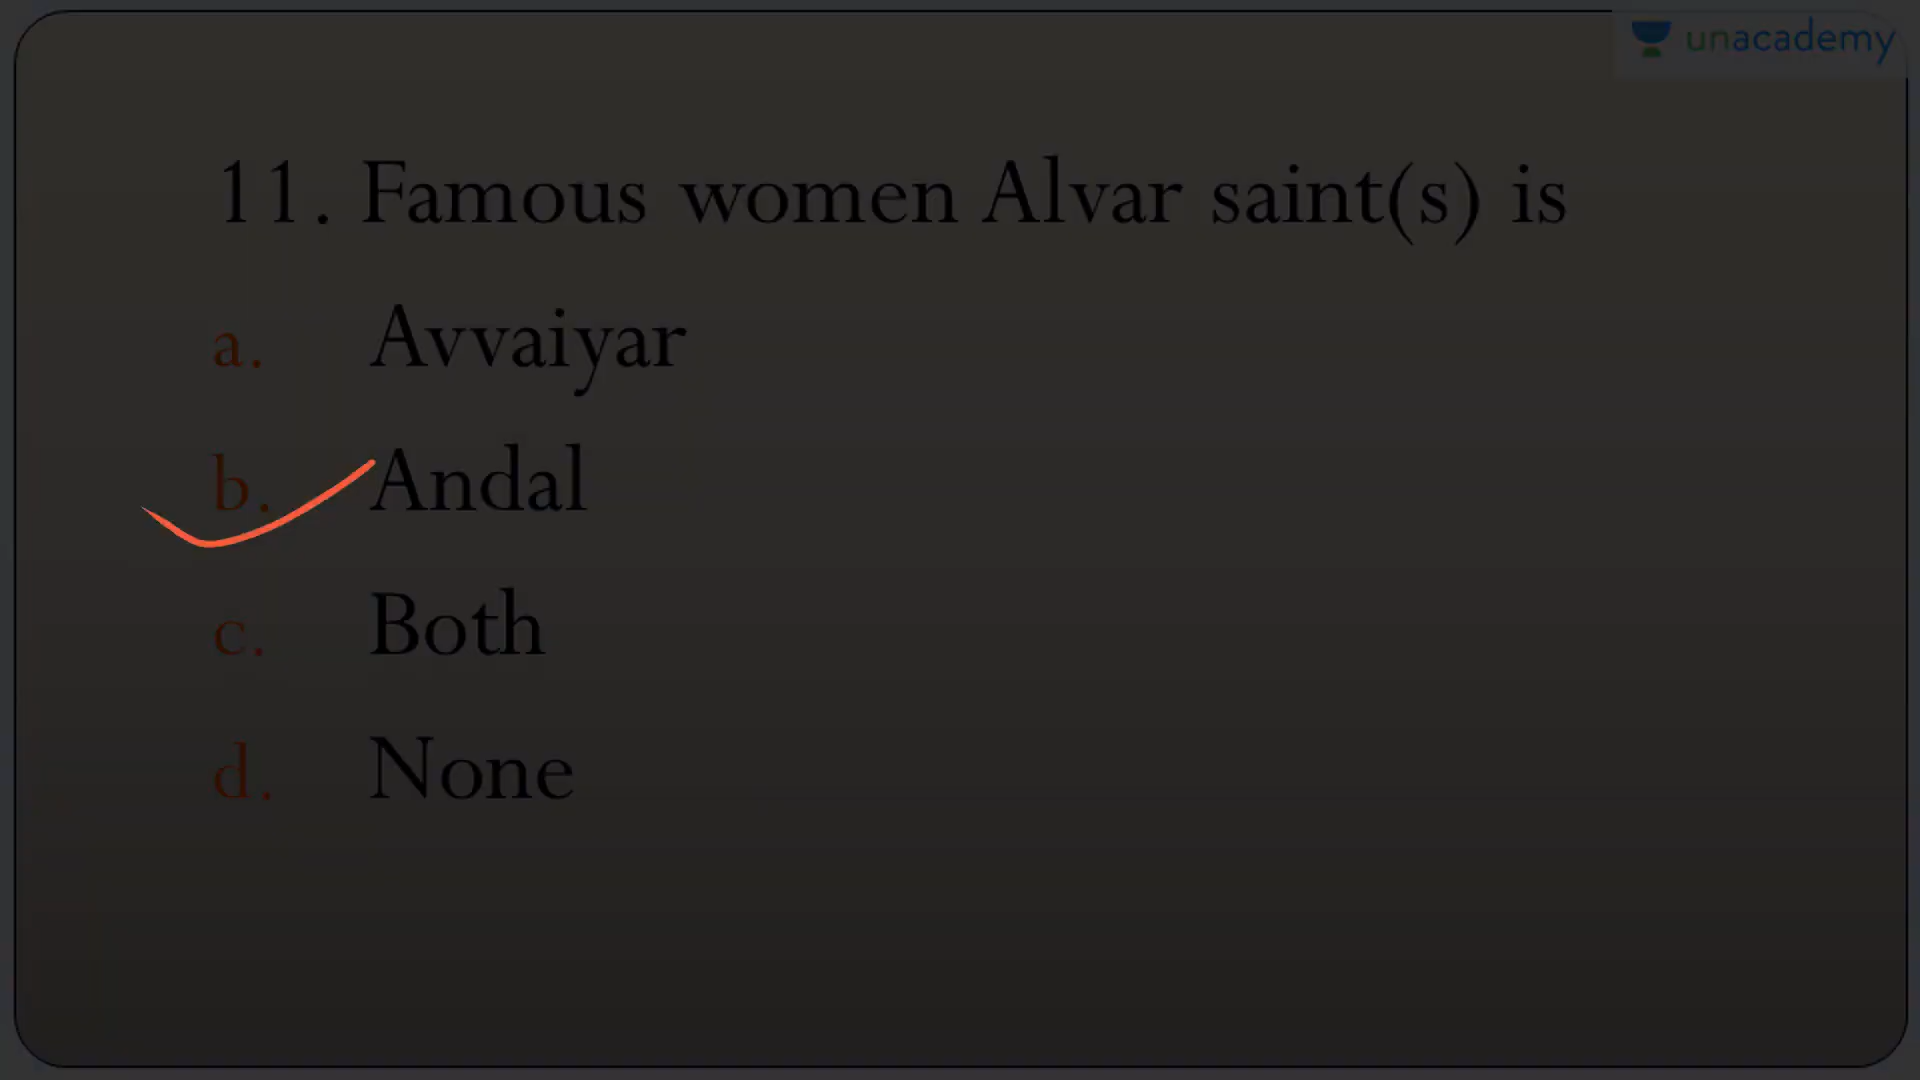 unacademy
11. Famous women Alvar saint(s) is
a. Avvaiyar
b. Andal
c. Both
d. None